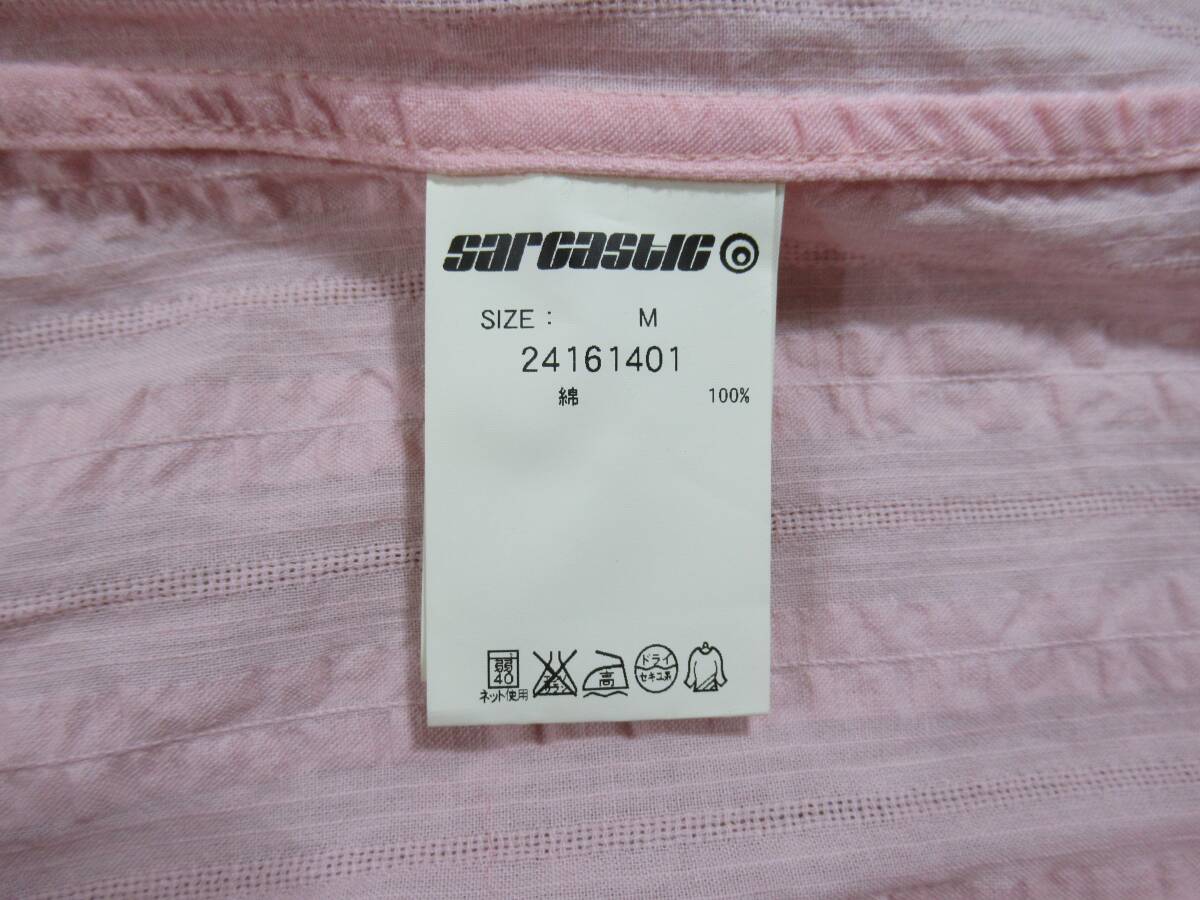 sarcastic
SIZE : M
24161401
綿 100%
弱 ドライ
40 高 セキユ系
ネット使用